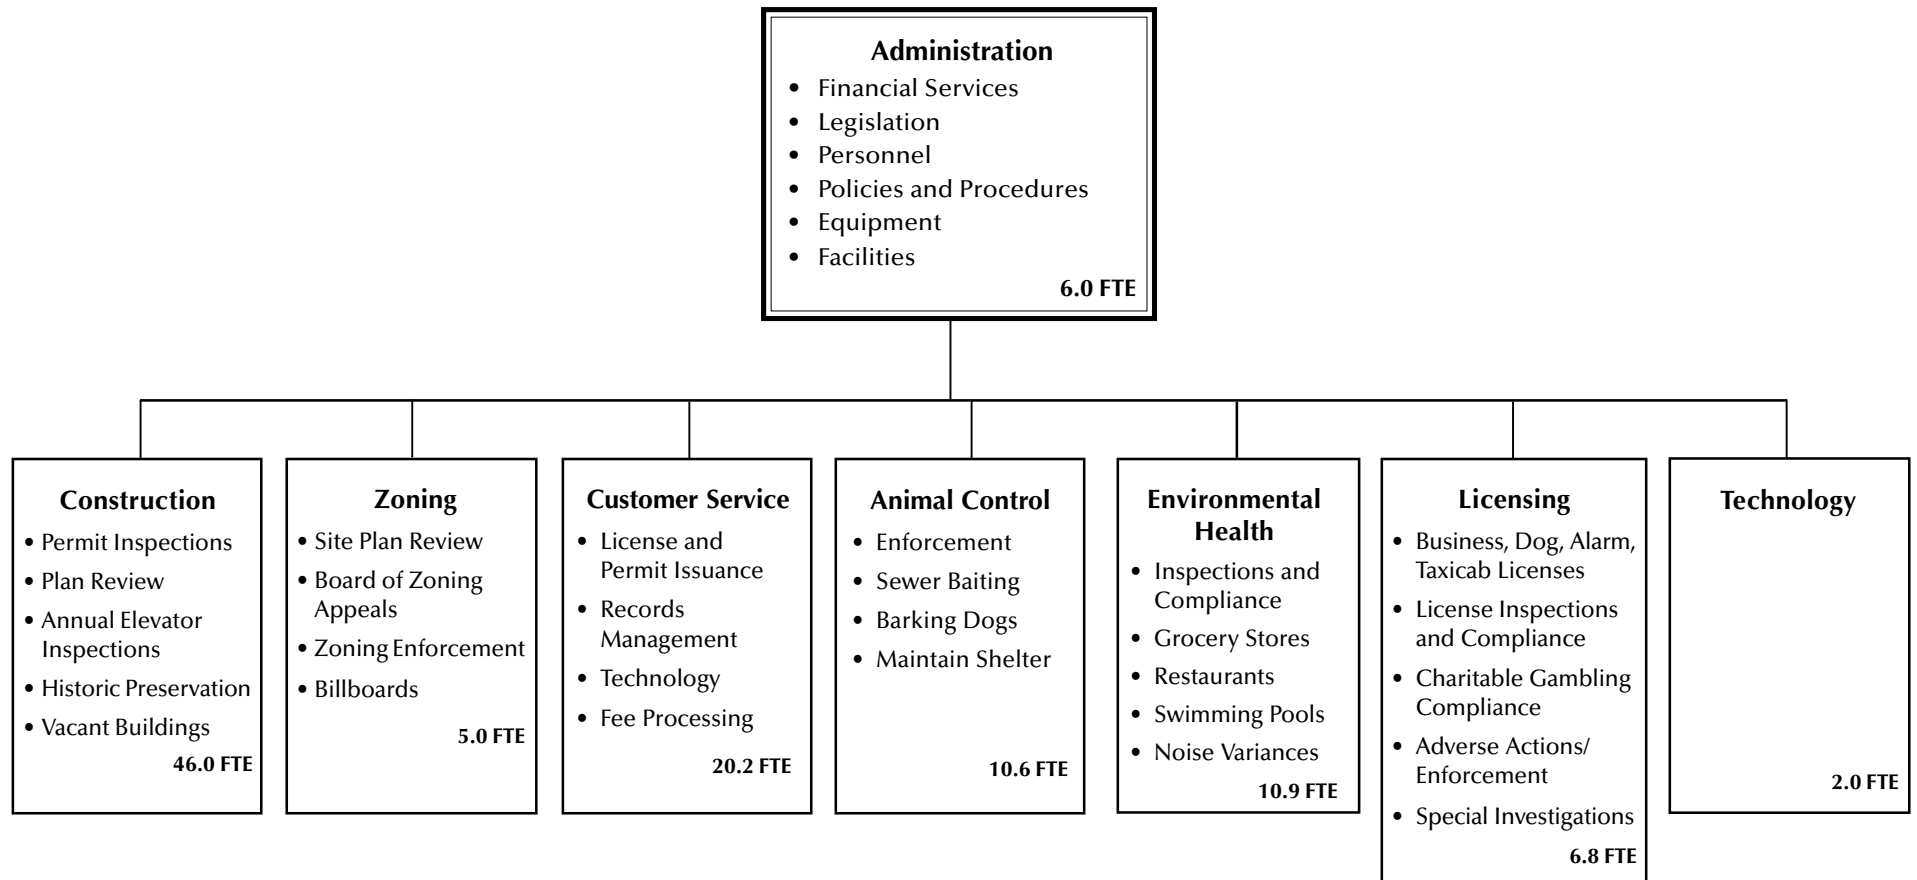 Administration
• Financial Services
• Legislation
• Personnel
• Policies and Procedures
• Equipment
• Facilities
6.0 FTE
Construction
• Permit Inspections
• Plan Review
• Annual Elevator
Inspections
• Historic Preservation
• Vacant Buildings
46.0 FTE
Zoning
• Site Plan Review
• Board of Zoning
Appeals
• Zoning Enforcement
• Billboards
5.0 FTE
Customer Service
• License and
Permit Issuance
• Records
Management
• Technology
• Fee Processing
20.2 FTE
Animal Control
• Enforcement
• Sewer Baiting
• Barking Dogs
• Maintain Shelter
10.6 FTE
Environmental
Health
• Inspections and
Compliance
• Grocery Stores
• Restaurants
• Swimming Pools
• Noise Variances
10.9 FTE
Licensing
• Business, Dog, Alarm,
Taxicab Licenses
• License Inspections
and Compliance
• Charitable Gambling
Compliance
• Adverse Actions/
Enforcement
• Special Investigations
6.8 FTE
Technology
2.0 FTE